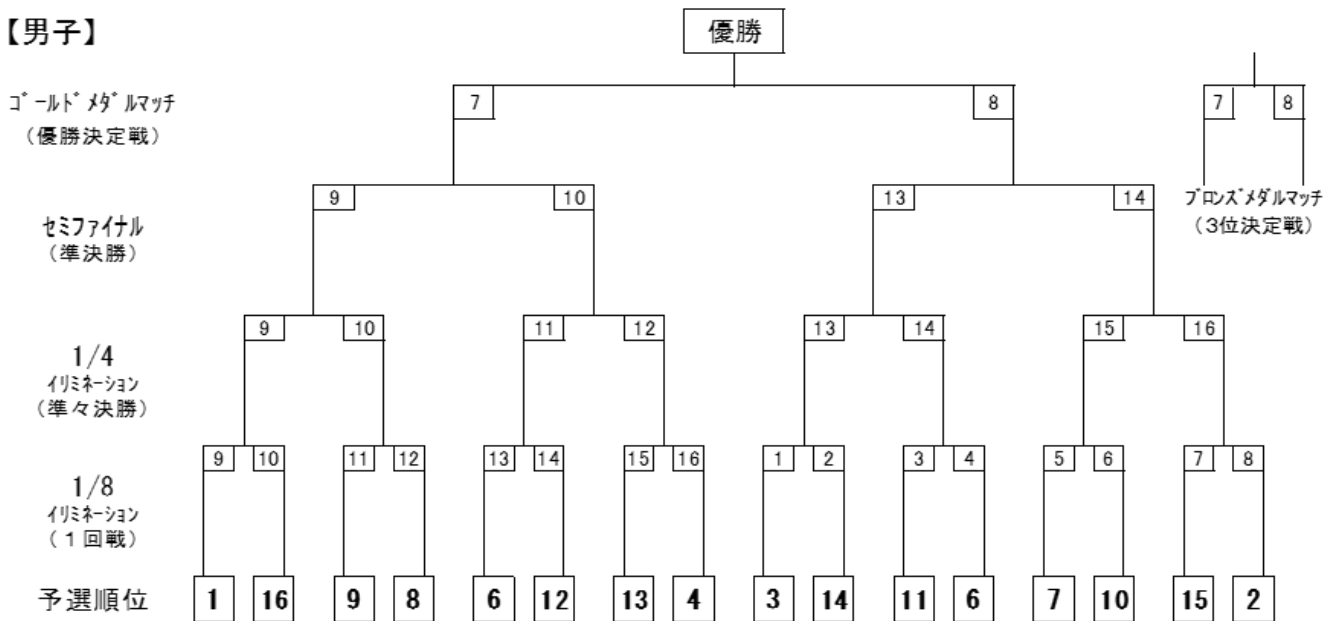 【男子】
優勝
ｺﾞｰﾙﾄﾞﾒﾀﾞﾙﾏｯﾁ
（優勝決定戦）
7 8
7 8
セミファイナル
（準決勝）
9 10 13 14
ﾌﾞﾛﾝｽﾞﾒﾀﾞﾙﾏｯﾁ
（3位決定戦）
1/4
ｲﾘﾐﾈｰｼｮﾝ
（準々決勝）
9 10 11 12 13 14 15 16
1/8
ｲﾘﾐﾈｰｼｮﾝ
（１回戦）
9 10 11 12 13 14 15 16 1 2 3 4 5 6 7 8
予選順位 1 16 9 8 6 12 13 4 3 14 11 6 7 10 15 2